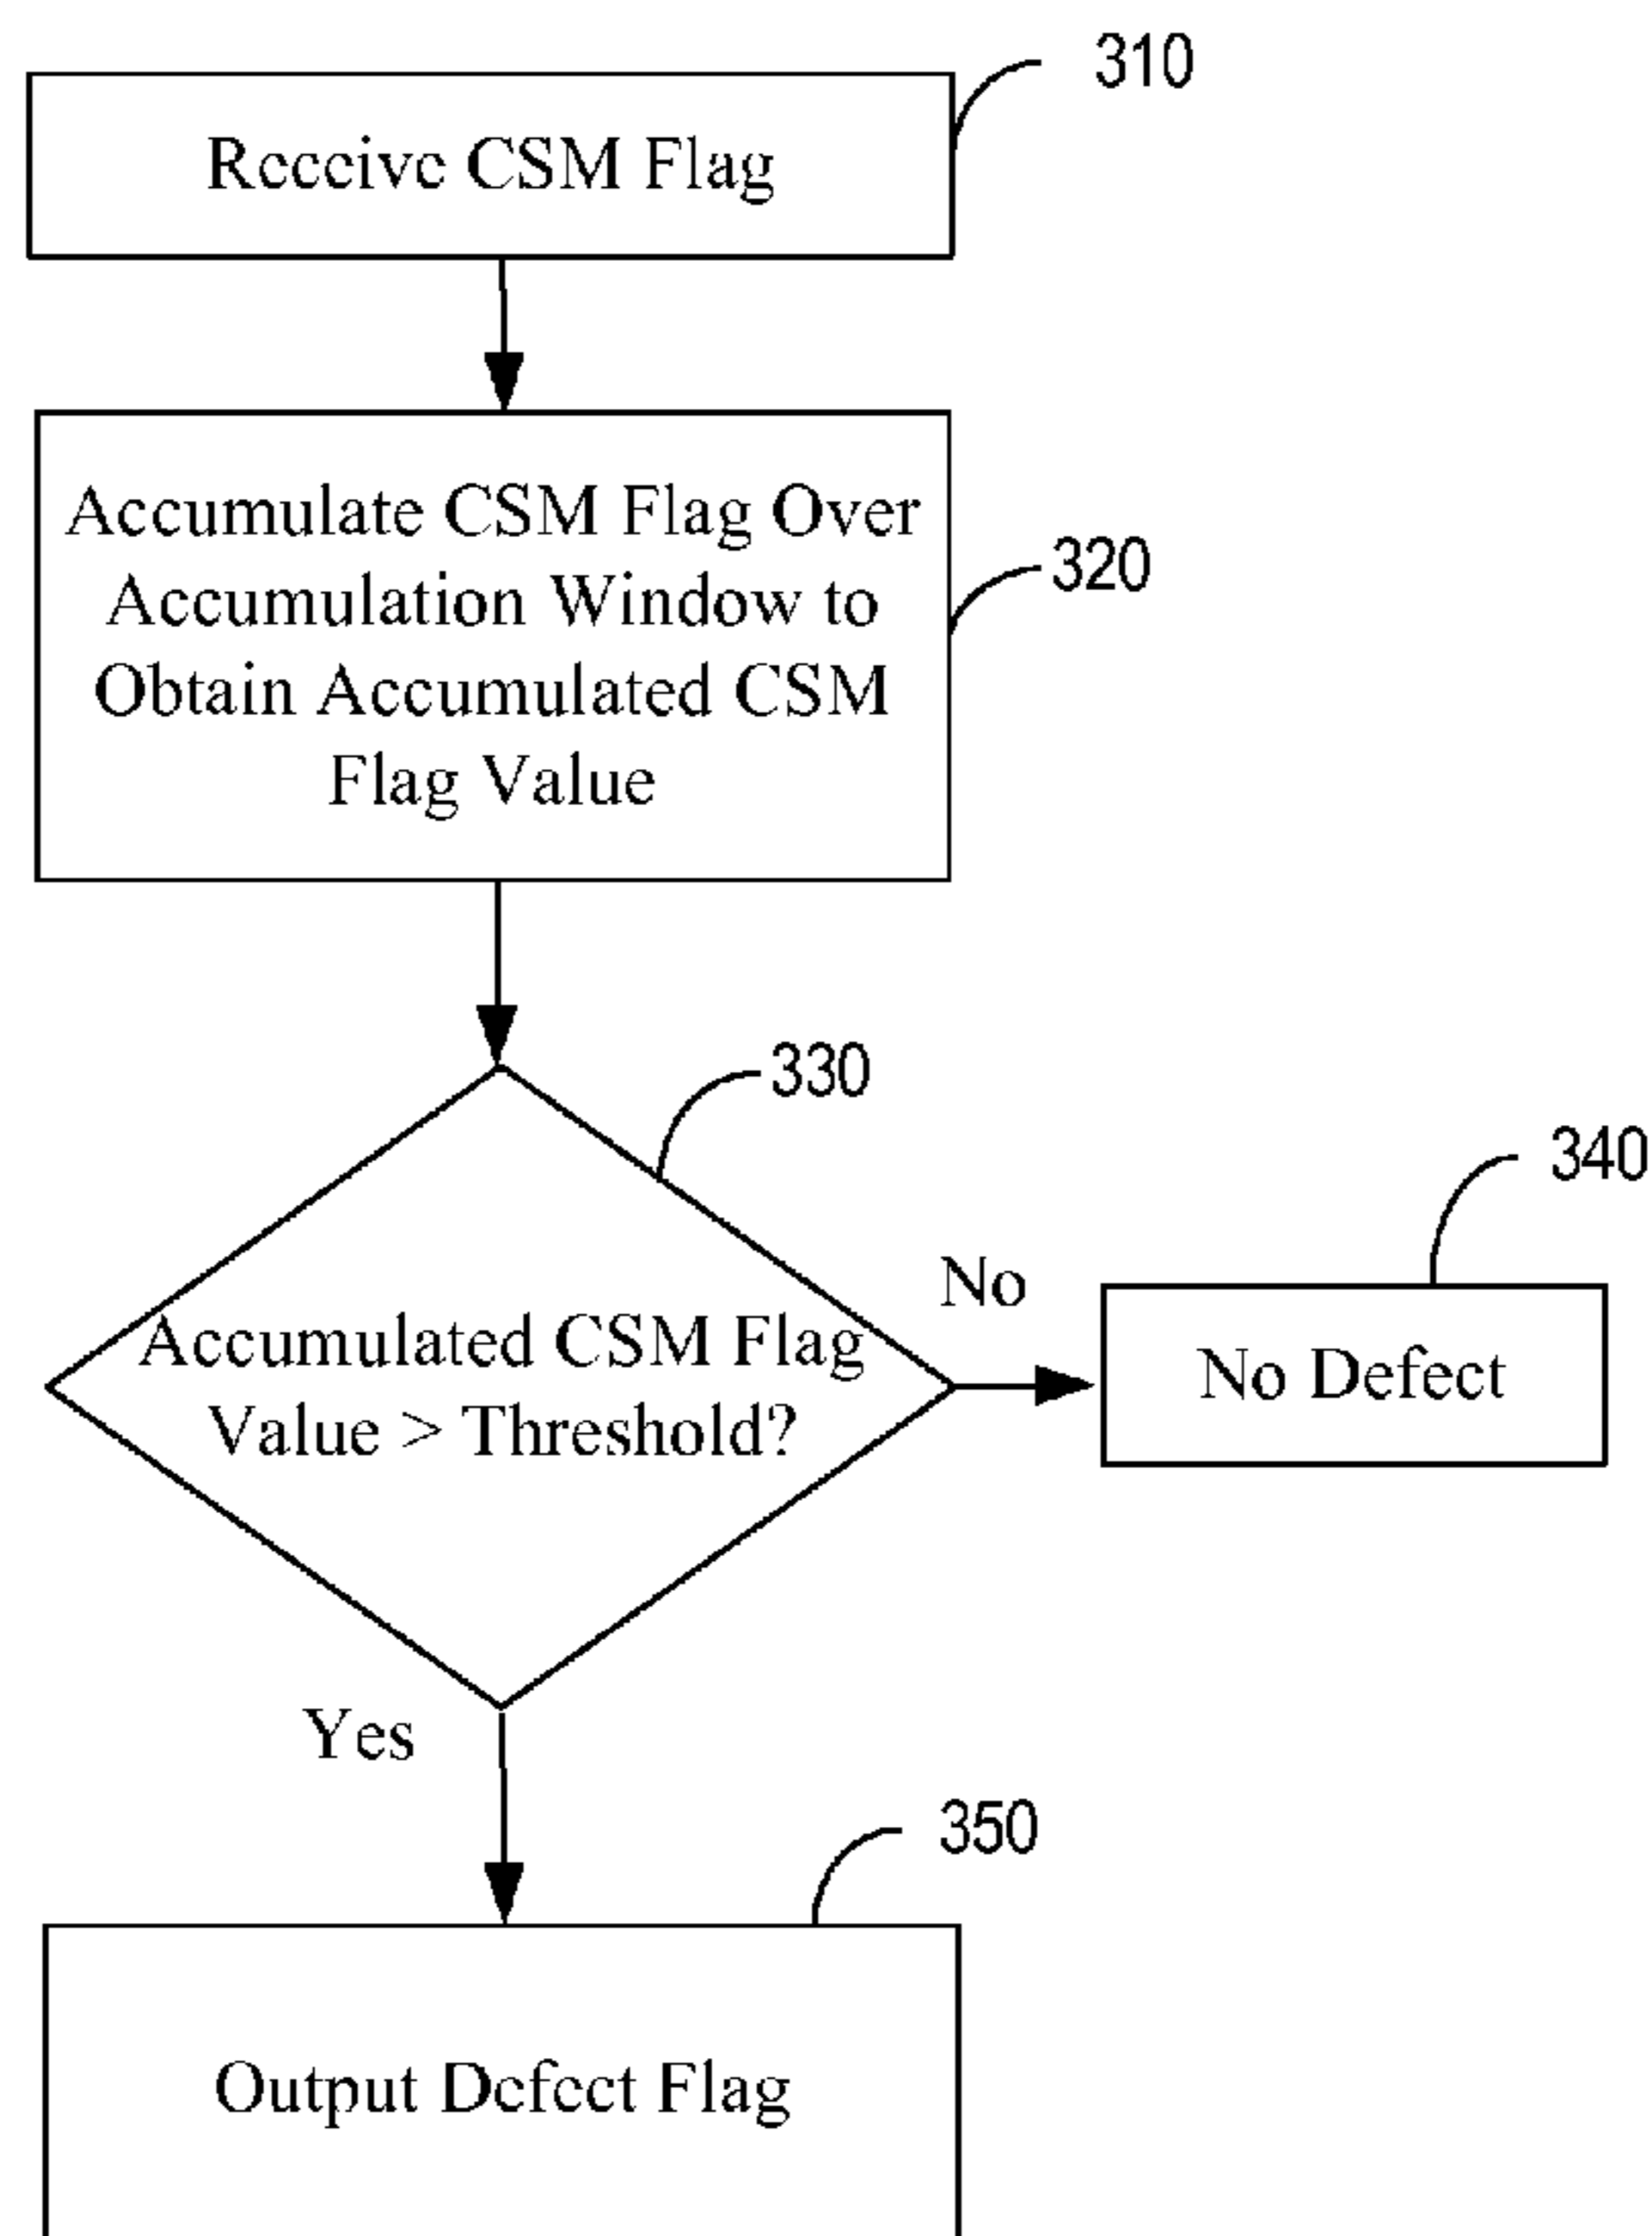 310
Receive CSM Flag
Accumulate CSM Flag Over
Accumulation Window to
Obtain Accumulated CSM
Flag Value
320
330
340
No
Accumulated CSM Flag
Value > Threshold?
No Defect
Yes
350
Output Defect Flag